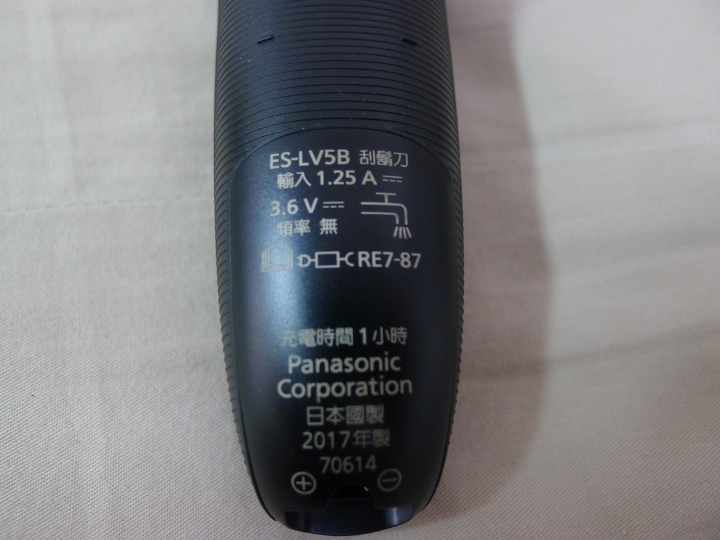 ES-LV5B 刮鬍刀
輸入 1.25 A
3.6 V
頻率 無
RE7-87
充電時間 1 小時
Panasonic
Corporation
日本國製
2017年製
70614